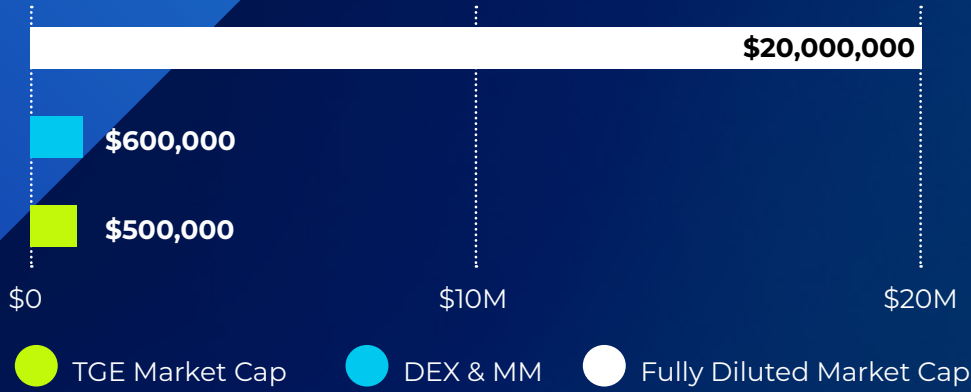 $20,000,000
$600,000
$500,000
$0 $10M $20M
TGE Market Cap DEX & MM Fully Diluted Market Cap